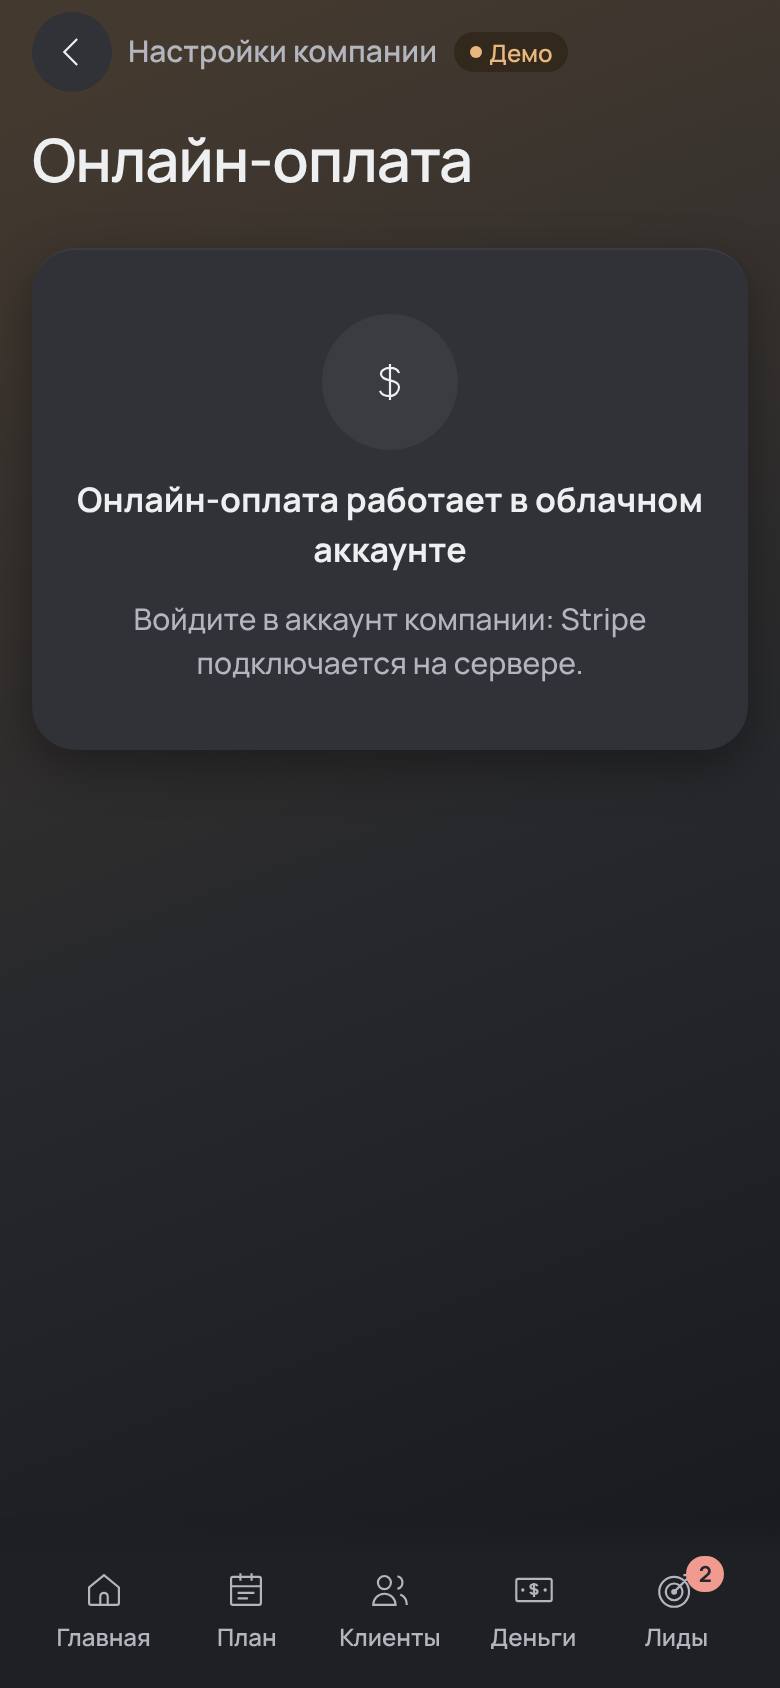 Настройки компании
Демо
Онлайн-оплата
$
Онлайн-оплата работает в облачном
аккаунте
Войдите в аккаунт компании: Stripe
подключается на сервере.
2
Главная
План
Клиенты
Деньги
Лиды